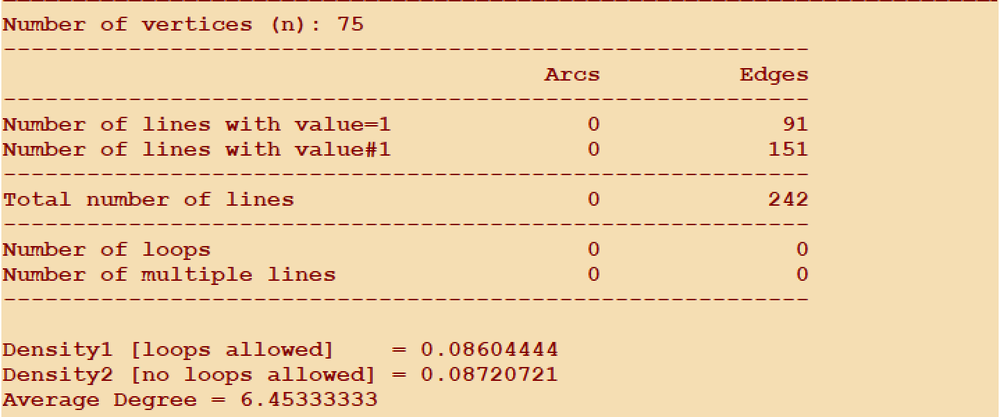 Number of vertices (n): 75
----------------------------------------------------------
                                       Arcs          Edges
----------------------------------------------------------
Number of lines with value=1              0             91
Number of lines with value#1              0            151
----------------------------------------------------------
Total number of lines                     0            242
----------------------------------------------------------
Number of loops                           0              0
Number of multiple lines                  0              0
----------------------------------------------------------
Density1 [loops allowed]    = 0.08604444
Density2 [no loops allowed] = 0.08720721
Average Degree = 6.45333333